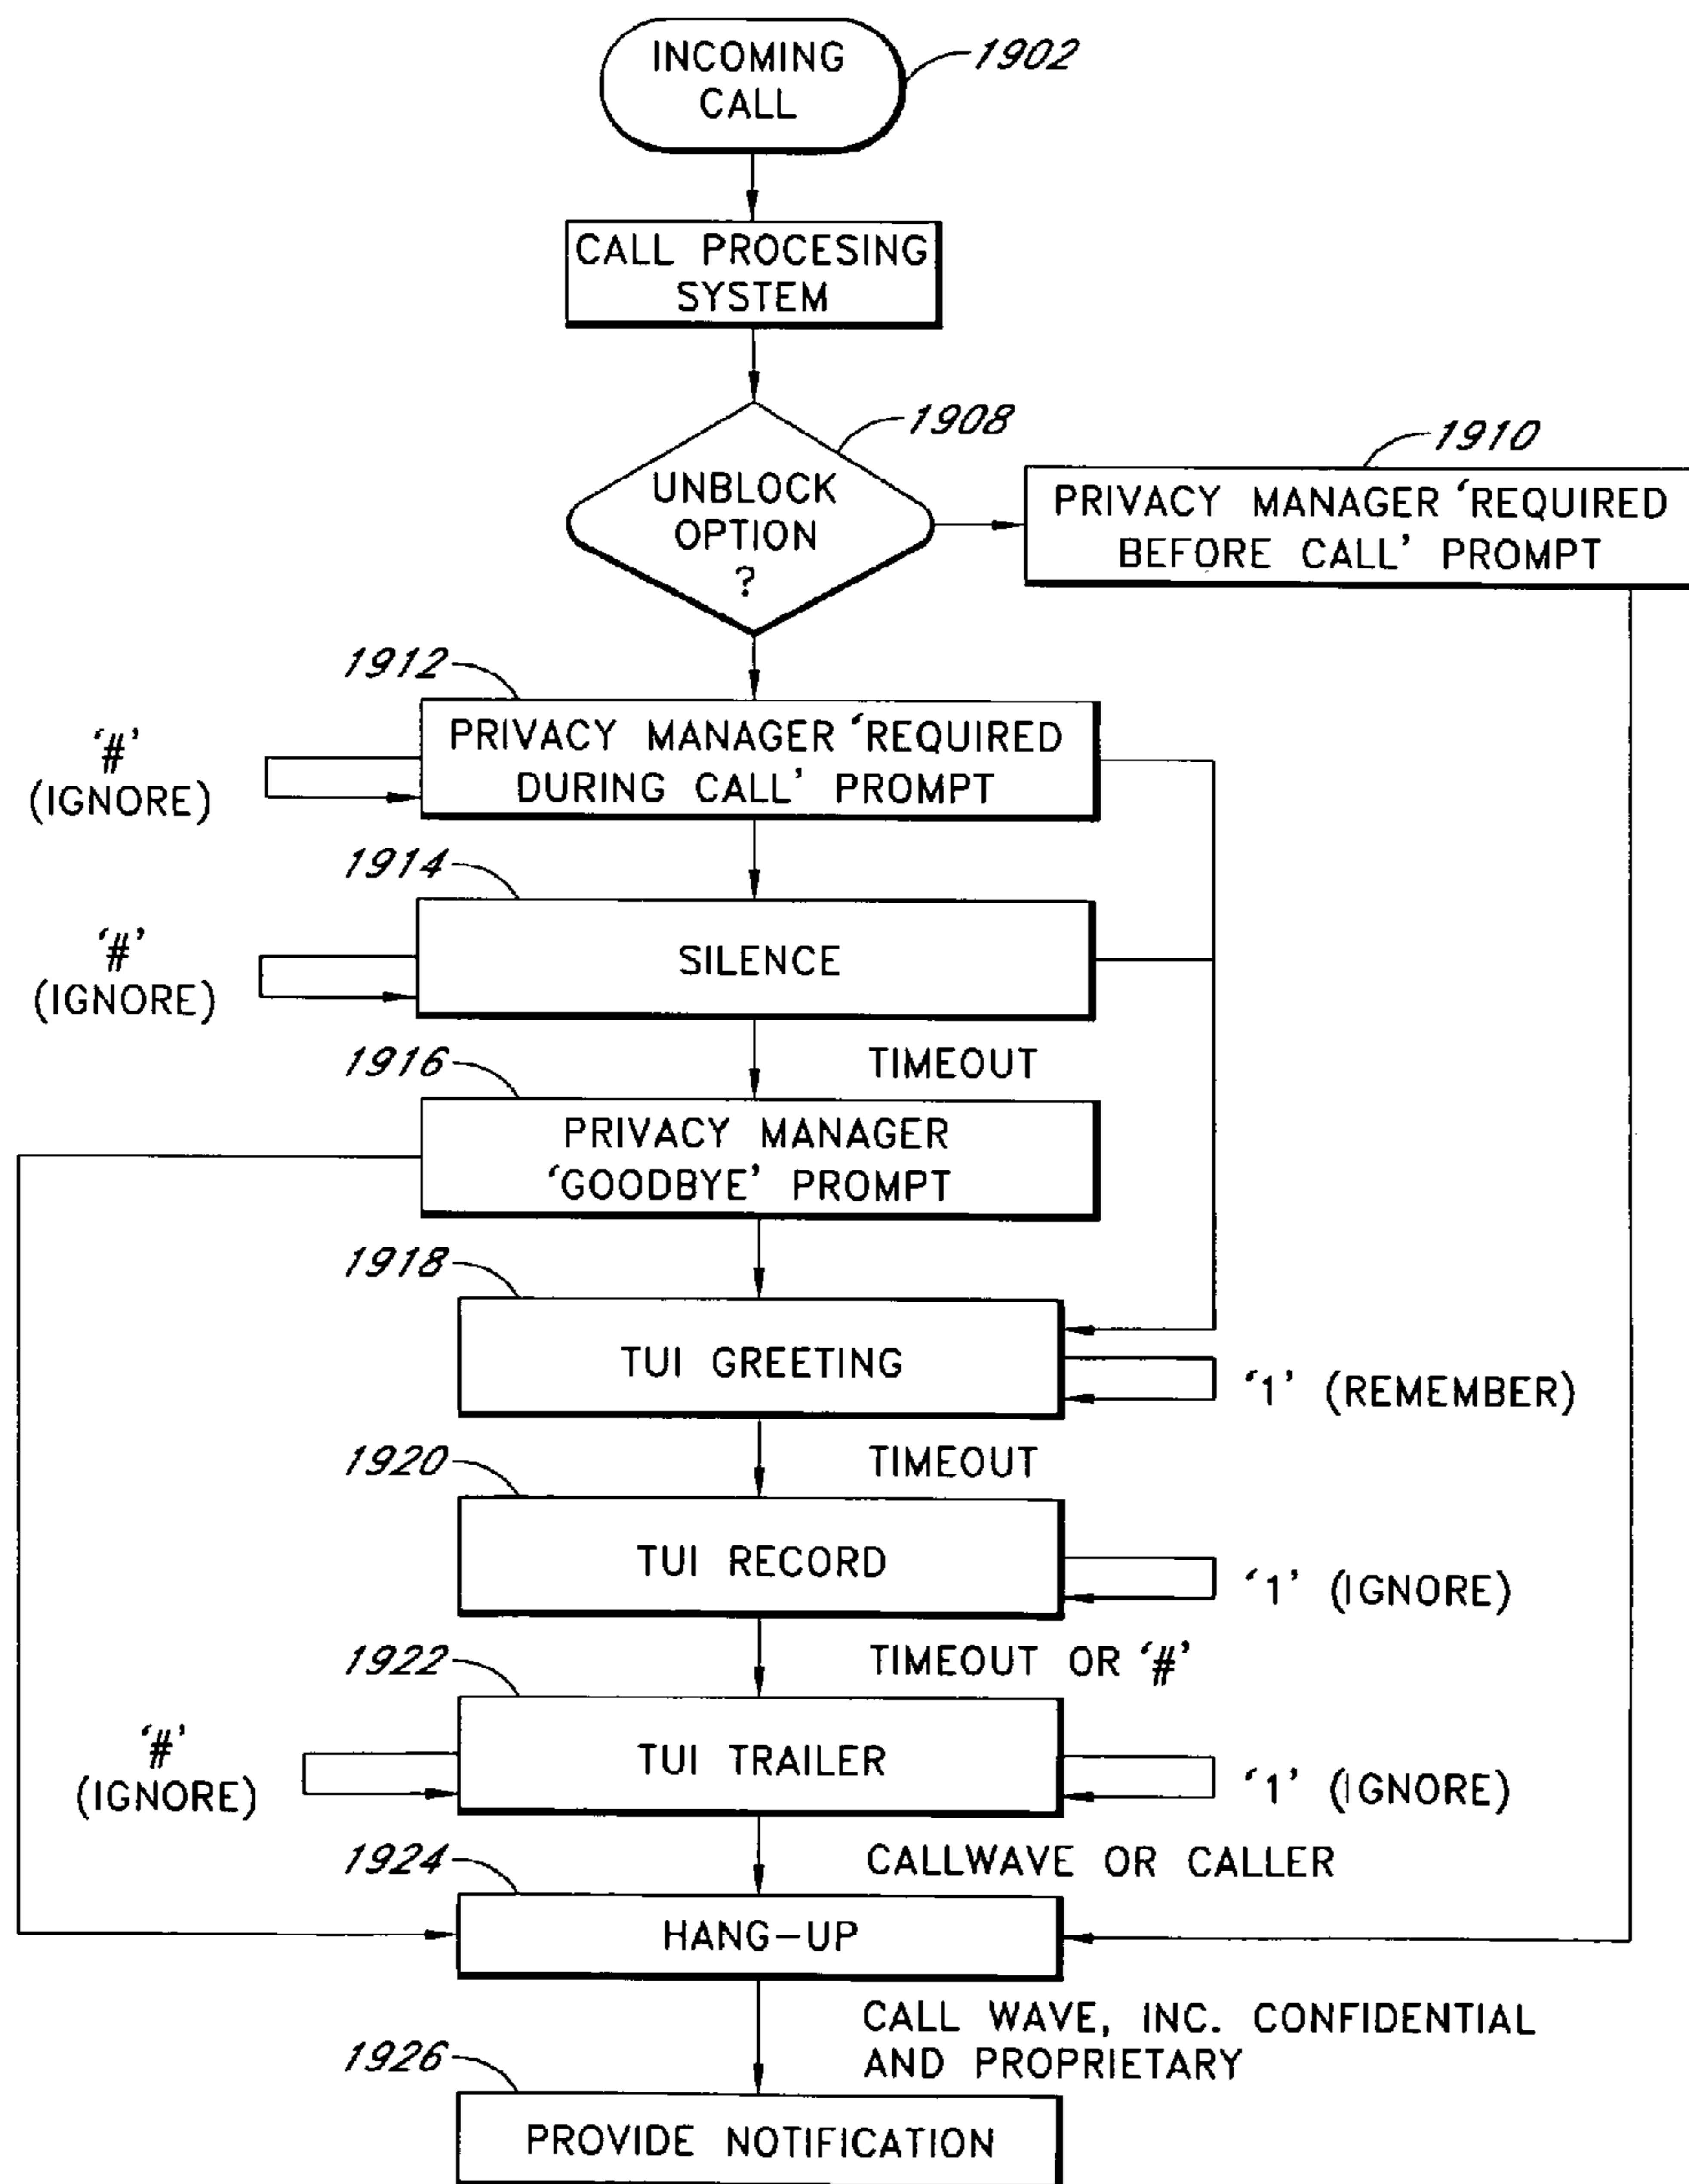 INCOMING
CALL
1902
CALL PROCESING
SYSTEM
1908
UNBLOCK
OPTION
?
1910
PRIVACY MANAGER ‘REQUIRED
BEFORE CALL’ PROMPT
1912
‘#’
(IGNORE)
PRIVACY MANAGER ‘REQUIRED
DURING CALL’ PROMPT
1914
‘#’
(IGNORE)
SILENCE
TIMEOUT
1916
PRIVACY MANAGER
‘GOODBYE’ PROMPT
1918
TUI GREETING
‘1’ (REMEMBER)
TIMEOUT
1920
TUI RECORD
‘1’ (IGNORE)
TIMEOUT OR ‘#’
1922
‘#’
(IGNORE)
TUI TRAILER
‘1’ (IGNORE)
CALLWAVE OR CALLER
1924
HANG-UP
CALL WAVE, INC. CONFIDENTIAL
AND PROPRIETARY
1926
PROVIDE NOTIFICATION